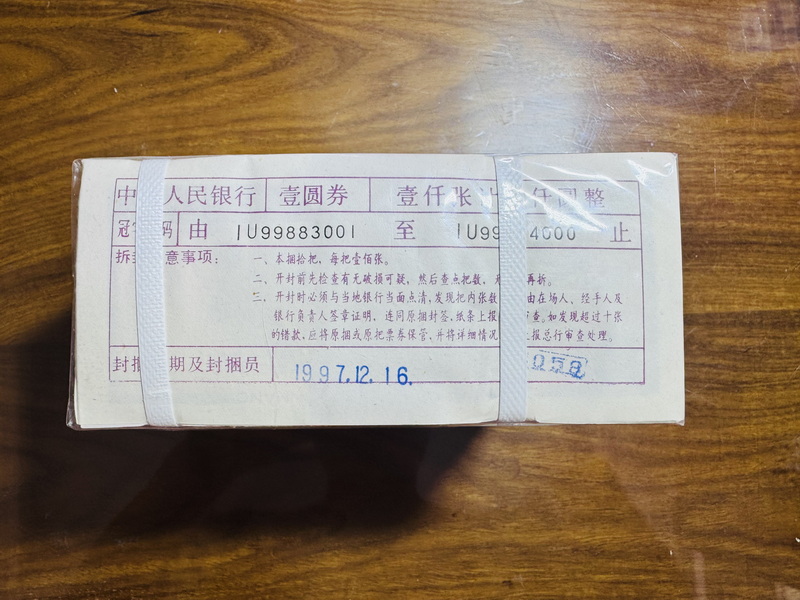 中 人民银行 壹圆券 壹仟张 仟圆整
冠 码 由 IU99883001 至 IU99 4000 止
拆封 意事项： 一、本捆拾把，每把壹佰张。
二、开封前先检查有无破损可疑，然后查点把数， 再拆。
三、开封时必须与当地银行当面点清，发现把内张数 由在场人、经手人及
银行负责人签章证明，连同原捆封签、纸条上报 审查。如发现超过十张
的错款，应将原捆或原把票券保管，并将详细情况 上报总行审查处理。
封捆 期及封捆员 1997.12.16.